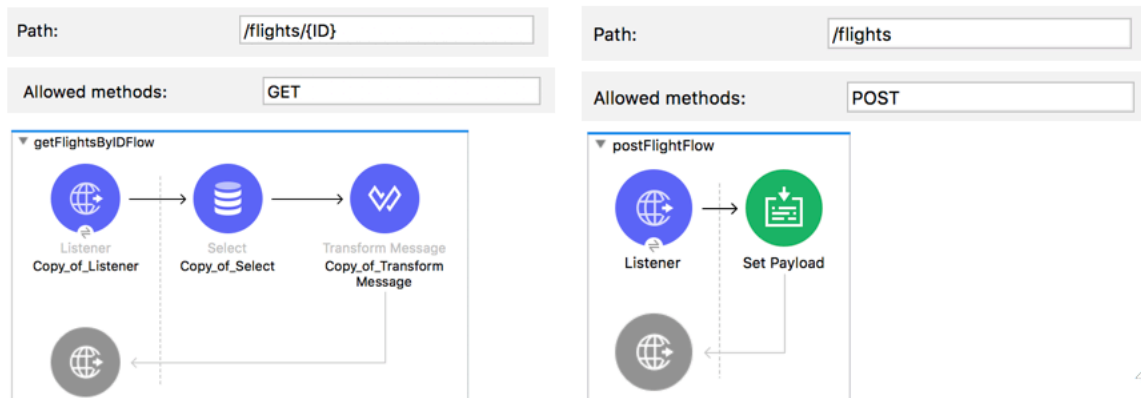 Path:
/flights/{ID}
Allowed methods:
GET
getFlightsByIDFlow
Listener
Copy_of_Listener
Select
Copy_of_Select
Transform Message
Copy_of_Transform
Message
Path:
/flights
Allowed methods:
POST
postFlightFlow
Listener
Set Payload